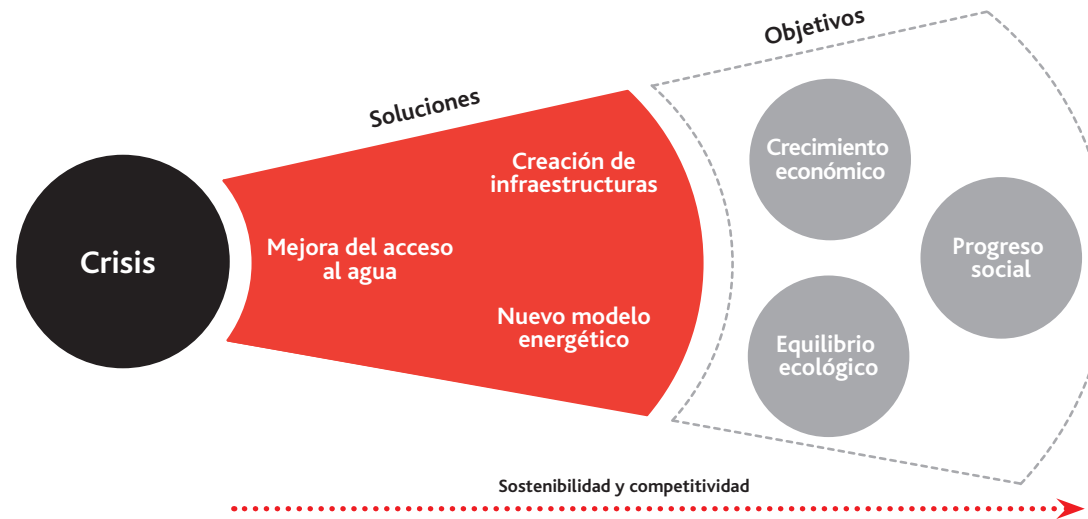 Objetivos
Soluciones
Crisis
Mejora del acceso
al agua
Creación de
infraestructuras
Nuevo modelo
energético
Crecimiento
económico
Progreso
social
Equilibrio
ecológico
Sostenibilidad y competitividad